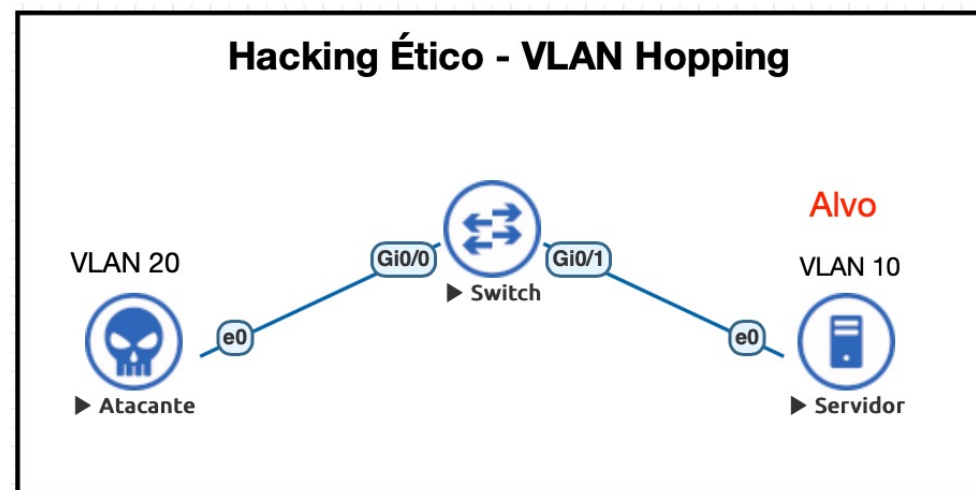 Hacking Ético - VLAN Hopping
Alvo
VLAN 20
Gi0/0
Gi0/1
VLAN 10
Switch
e0
e0
Atacante
Servidor